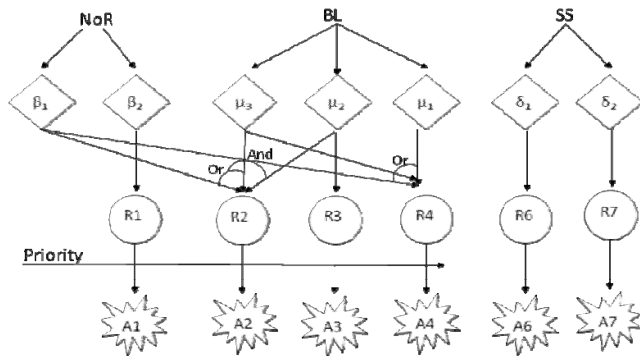 NoR BL SS
β₁ β₂ μ₃ μ₂ μ₁ δ₁ δ₂
And
Or Or
R1 R2 R3 R4 R6 R7
Priority
A1 A2 A3 A4 A6 A7